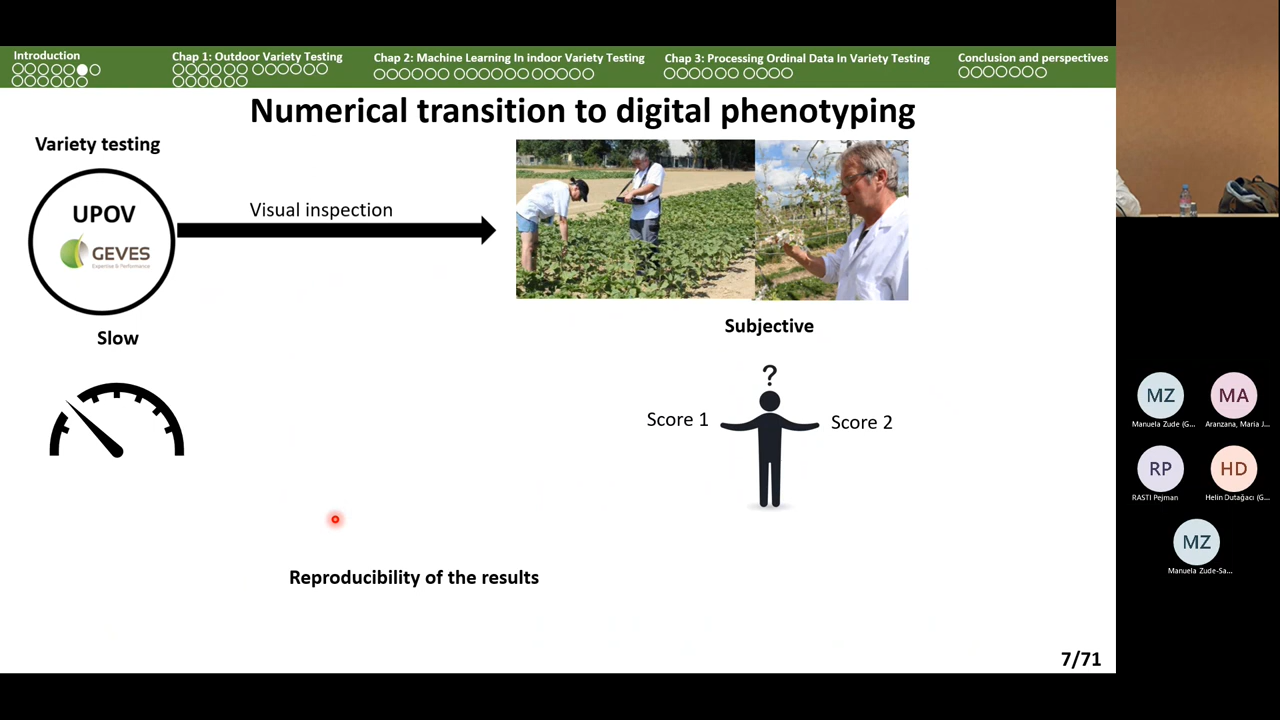 Introduction
Chap 1: Outdoor Variety Testing
Chap 2: Machine Learning In indoor Variety Testing
Chap 3: Processing Ordinal Data In Variety Testing
Conclusion and perspectives
Numerical transition to digital phenotyping
Variety testing
UPOV
GEVES
Expertise & Performance
Visual inspection
Slow
Subjective
?
Score 1
Score 2
Reproducibility of the results
7/71
MZ
Manuela Zude (G...
MA
Aranzana, Maria J...
RP
RASTI Pejman
HD
Helin Dutağacı (G...
MZ
Manuela Zude-Sa...